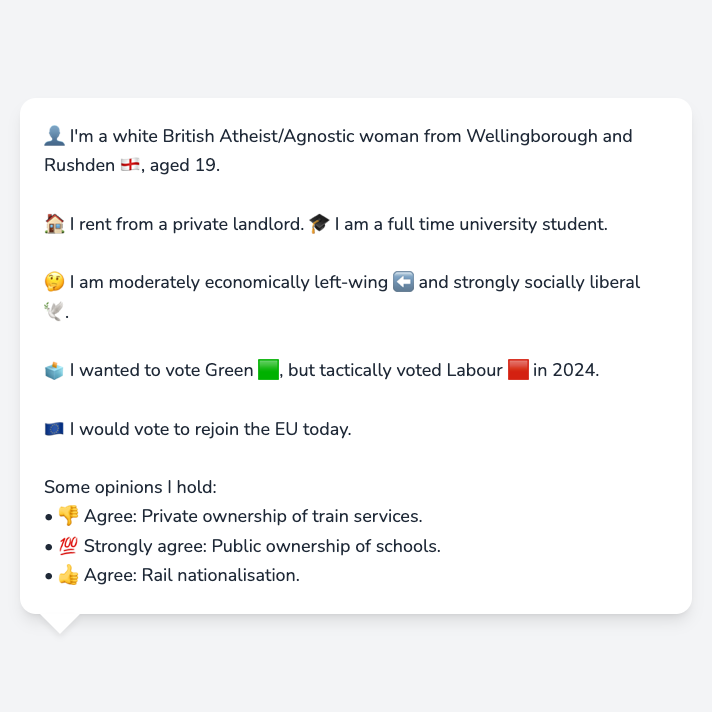 👤 I'm a white British Atheist/Agnostic woman from Wellingborough and
Rushden 🏴󠁧󠁢󠁥󠁮󠁧󠁿, aged 19.
🏠 I rent from a private landlord. 🎓 I am a full time university student.
🤔 I am moderately economically left-wing ⬅️ and strongly socially liberal
🕊️.
🗳️ I wanted to vote Green 🟩, but tactically voted Labour 🟥 in 2024.
🇪🇺 I would vote to rejoin the EU today.
Some opinions I hold:
• 👎 Agree: Private ownership of train services.
• 💯 Strongly agree: Public ownership of schools.
• 👍 Agree: Rail nationalisation.